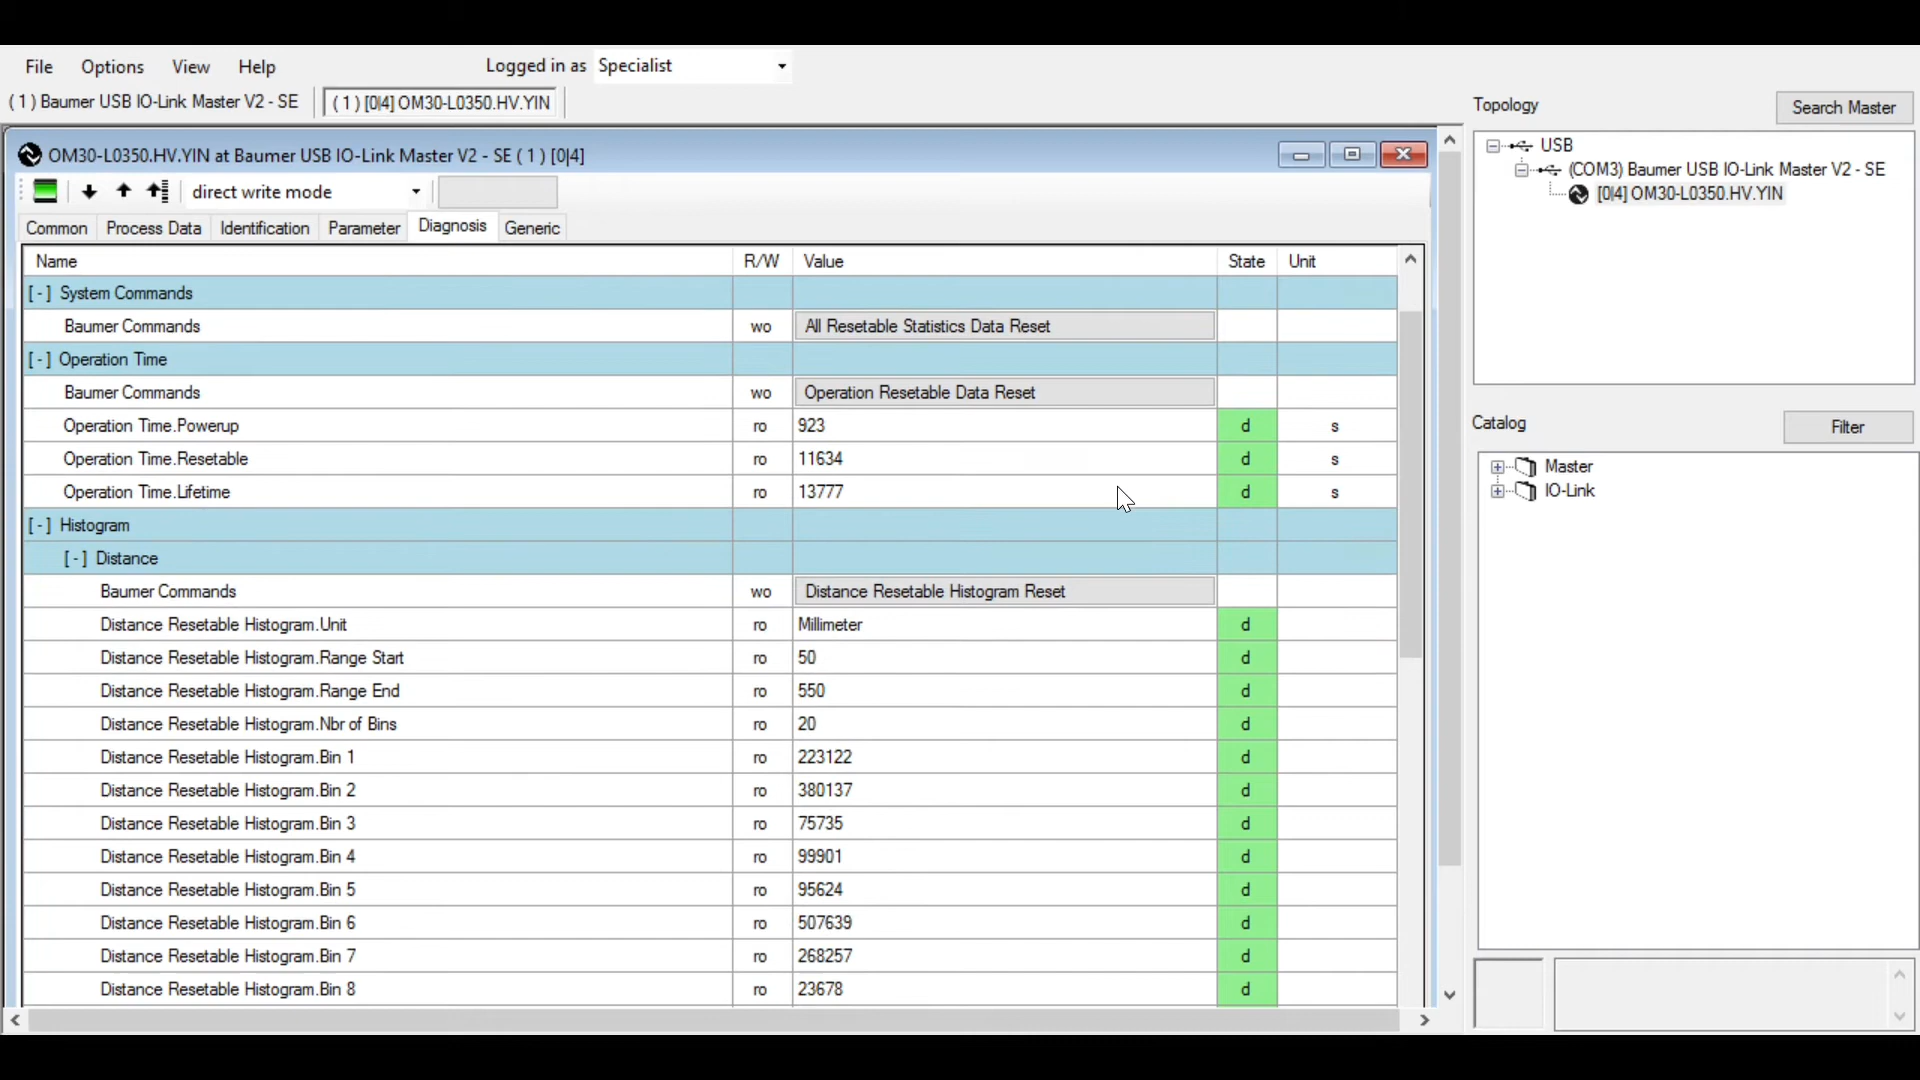 File Options View Help Logged in as Specialist
( 1 ) Baumer USB IO-Link Master V2 - SE ( 1 ) [0|4] OM30-L0350.HV.YIN
OM30-L0350.HV.YIN at Baumer USB IO-Link Master V2 - SE ( 1 ) [0|4]
direct write mode
Common Process Data Identification Parameter Diagnosis Generic
Name R/W Value State Unit
[ - ] System Commands
Baumer Commands wo All Resetable Statistics Data Reset
[ - ] Operation Time
Baumer Commands wo Operation Resetable Data Reset
Operation Time.Powerup ro 923 d s
Operation Time.Resetable ro 11634 d s
Operation Time.Lifetime ro 13777 d s
[ - ] Histogram
[ - ] Distance
Baumer Commands wo Distance Resetable Histogram Reset
Distance Resetable Histogram.Unit ro Millimeter d
Distance Resetable Histogram.Range Start ro 50 d
Distance Resetable Histogram.Range End ro 550 d
Distance Resetable Histogram.Nbr of Bins ro 20 d
Distance Resetable Histogram.Bin 1 ro 223122 d
Distance Resetable Histogram.Bin 2 ro 380137 d
Distance Resetable Histogram.Bin 3 ro 75735 d
Distance Resetable Histogram.Bin 4 ro 99901 d
Distance Resetable Histogram.Bin 5 ro 95624 d
Distance Resetable Histogram.Bin 6 ro 507639 d
Distance Resetable Histogram.Bin 7 ro 268257 d
Distance Resetable Histogram.Bin 8 ro 23678 d
Topology Search Master
USB
(COM3) Baumer USB IO-Link Master V2 - SE
[0|4] OM30-L0350.HV.YIN
Catalog Filter
Master
IO-Link